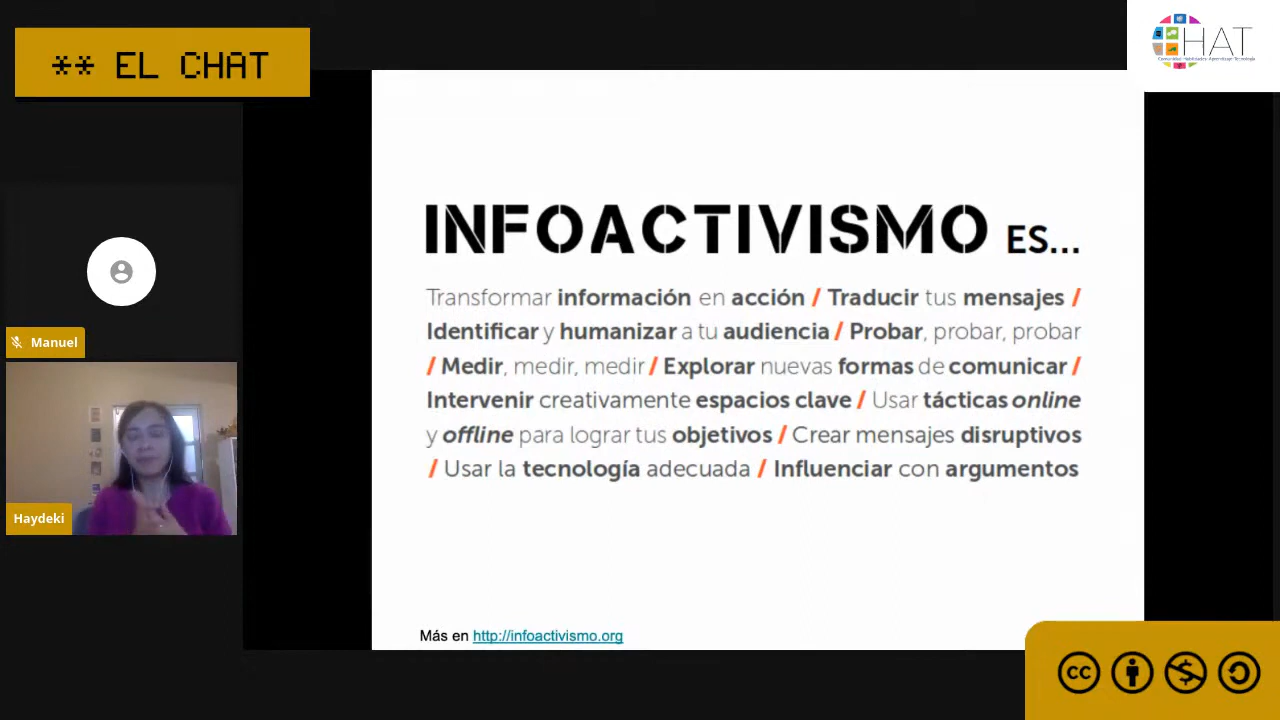 ** EL CHAT
CHAT
Comunidad Habilidades Aprendizaje Tecnología
INFOACTIVISMO ES...
Transformar información en acción / Traducir tus mensajes /
Identificar y humanizar a tu audiencia / Probar, probar, probar
/ Medir, medir, medir / Explorar nuevas formas de comunicar /
Intervenir creativamente espacios clave / Usar tácticas online
y offline para lograr tus objetivos / Crear mensajes disruptivos
/ Usar la tecnología adecuada / Influenciar con argumentos
Manuel
Haydeki
Más en http://infoactivismo.org
cc